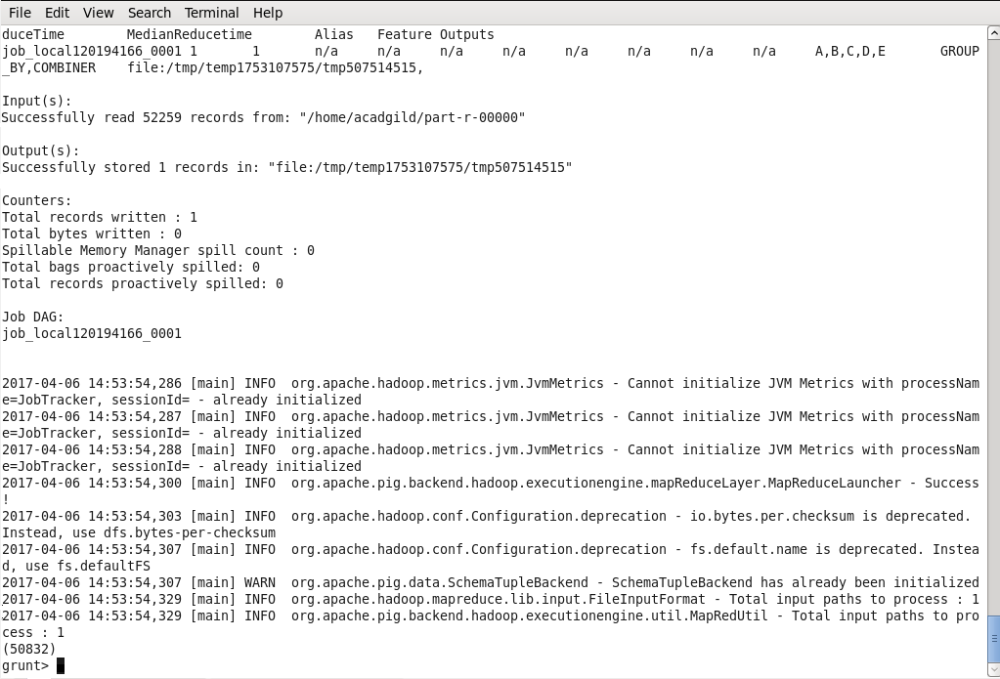 File Edit View Search Terminal Help
duceTime MedianReducetime Alias Feature Outputs
job_local120194166_0001 1 1 n/a n/a n/a n/a n/a n/a n/a n/a A,B,C,D,E GROUP
_BY,COMBINER file:/tmp/temp1753107575/tmp507514515,
Input(s):
Successfully read 52259 records from: "/home/acadgild/part-r-00000"
Output(s):
Successfully stored 1 records in: "file:/tmp/temp1753107575/tmp507514515"
Counters:
Total records written : 1
Total bytes written : 0
Spillable Memory Manager spill count : 0
Total bags proactively spilled: 0
Total records proactively spilled: 0
Job DAG:
job_local120194166_0001
2017-04-06 14:53:54,286 [main] INFO org.apache.hadoop.metrics.jvm.JvmMetrics - Cannot initialize JVM Metrics with processNam
e=JobTracker, sessionId= - already initialized
2017-04-06 14:53:54,287 [main] INFO org.apache.hadoop.metrics.jvm.JvmMetrics - Cannot initialize JVM Metrics with processNam
e=JobTracker, sessionId= - already initialized
2017-04-06 14:53:54,288 [main] INFO org.apache.hadoop.metrics.jvm.JvmMetrics - Cannot initialize JVM Metrics with processNam
e=JobTracker, sessionId= - already initialized
2017-04-06 14:53:54,300 [main] INFO org.apache.pig.backend.hadoop.executionengine.mapReduceLayer.MapReduceLauncher - Success
!
2017-04-06 14:53:54,303 [main] INFO org.apache.hadoop.conf.Configuration.deprecation - io.bytes.per.checksum is deprecated.
Instead, use dfs.bytes-per-checksum
2017-04-06 14:53:54,307 [main] INFO org.apache.hadoop.conf.Configuration.deprecation - fs.default.name is deprecated. Instea
d, use fs.defaultFS
2017-04-06 14:53:54,307 [main] WARN org.apache.pig.data.SchemaTupleBackend - SchemaTupleBackend has already been initialized
2017-04-06 14:53:54,329 [main] INFO org.apache.hadoop.mapreduce.lib.input.FileInputFormat - Total input paths to process : 1
2017-04-06 14:53:54,329 [main] INFO org.apache.pig.backend.hadoop.executionengine.util.MapRedUtil - Total input paths to pro
cess : 1
(50832)
grunt>